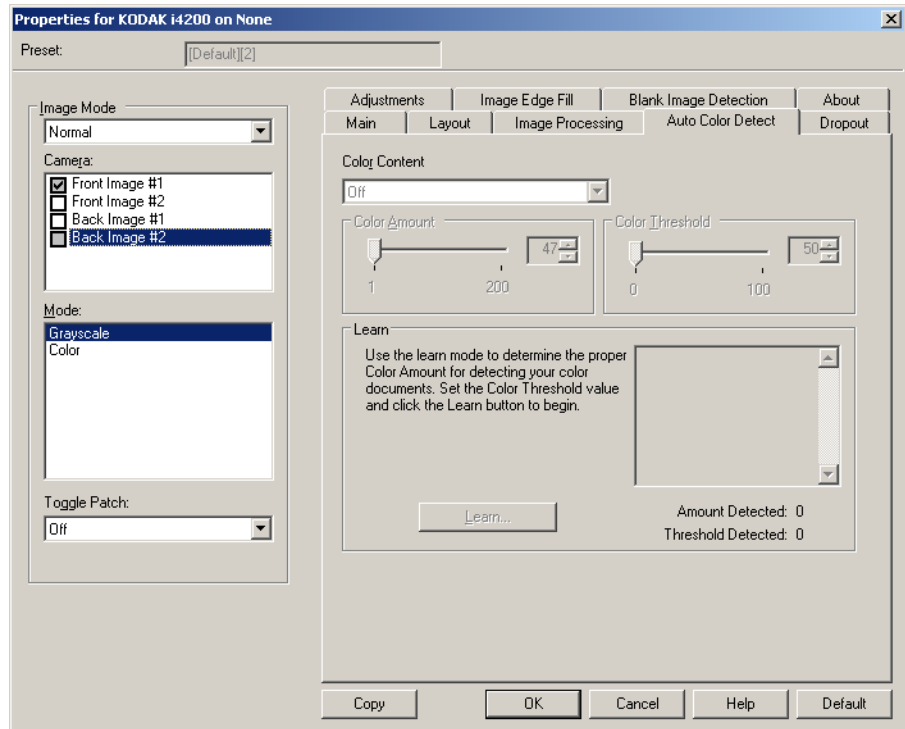 Properties for KODAK i4200 on None
Preset:
[Default][2]
Image Mode
Normal
Camera:
Front Image #1
Front Image #2
Back Image #1
Back Image #2
Mode:
Grayscale
Color
Toggle Patch:
Off
Adjustments
Image Edge Fill
Blank Image Detection
About
Main
Layout
Image Processing
Auto Color Detect
Dropout
Color Content
Off
Color Amount
47
1
200
Color Threshold
50
0
100
Learn
Use the learn mode to determine the proper
Color Amount for detecting your color
documents. Set the Color Threshold value
and click the Learn button to begin.
Learn...
Amount Detected: 0
Threshold Detected: 0
Copy
OK
Cancel
Help
Default